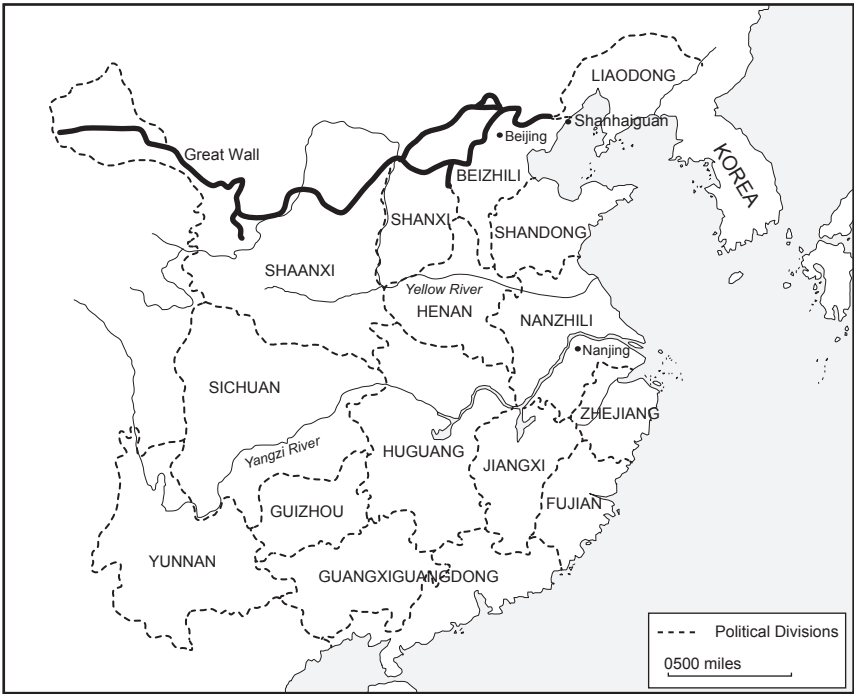 LIAODONG
Shanhaiguan
Beijing
Great Wall
KOREA
BEIZHILI
SHANXI
SHANDONG
SHAANXI
Yellow River
HENAN
NANZHILI
Nanjing
SICHUAN
ZHEJIANG
Yangzi River
HUGUANG
JIANGXI
GUIZHOU
FUJIAN
YUNNAN
GUANGXIGUANGDONG
Political Divisions
0500 miles